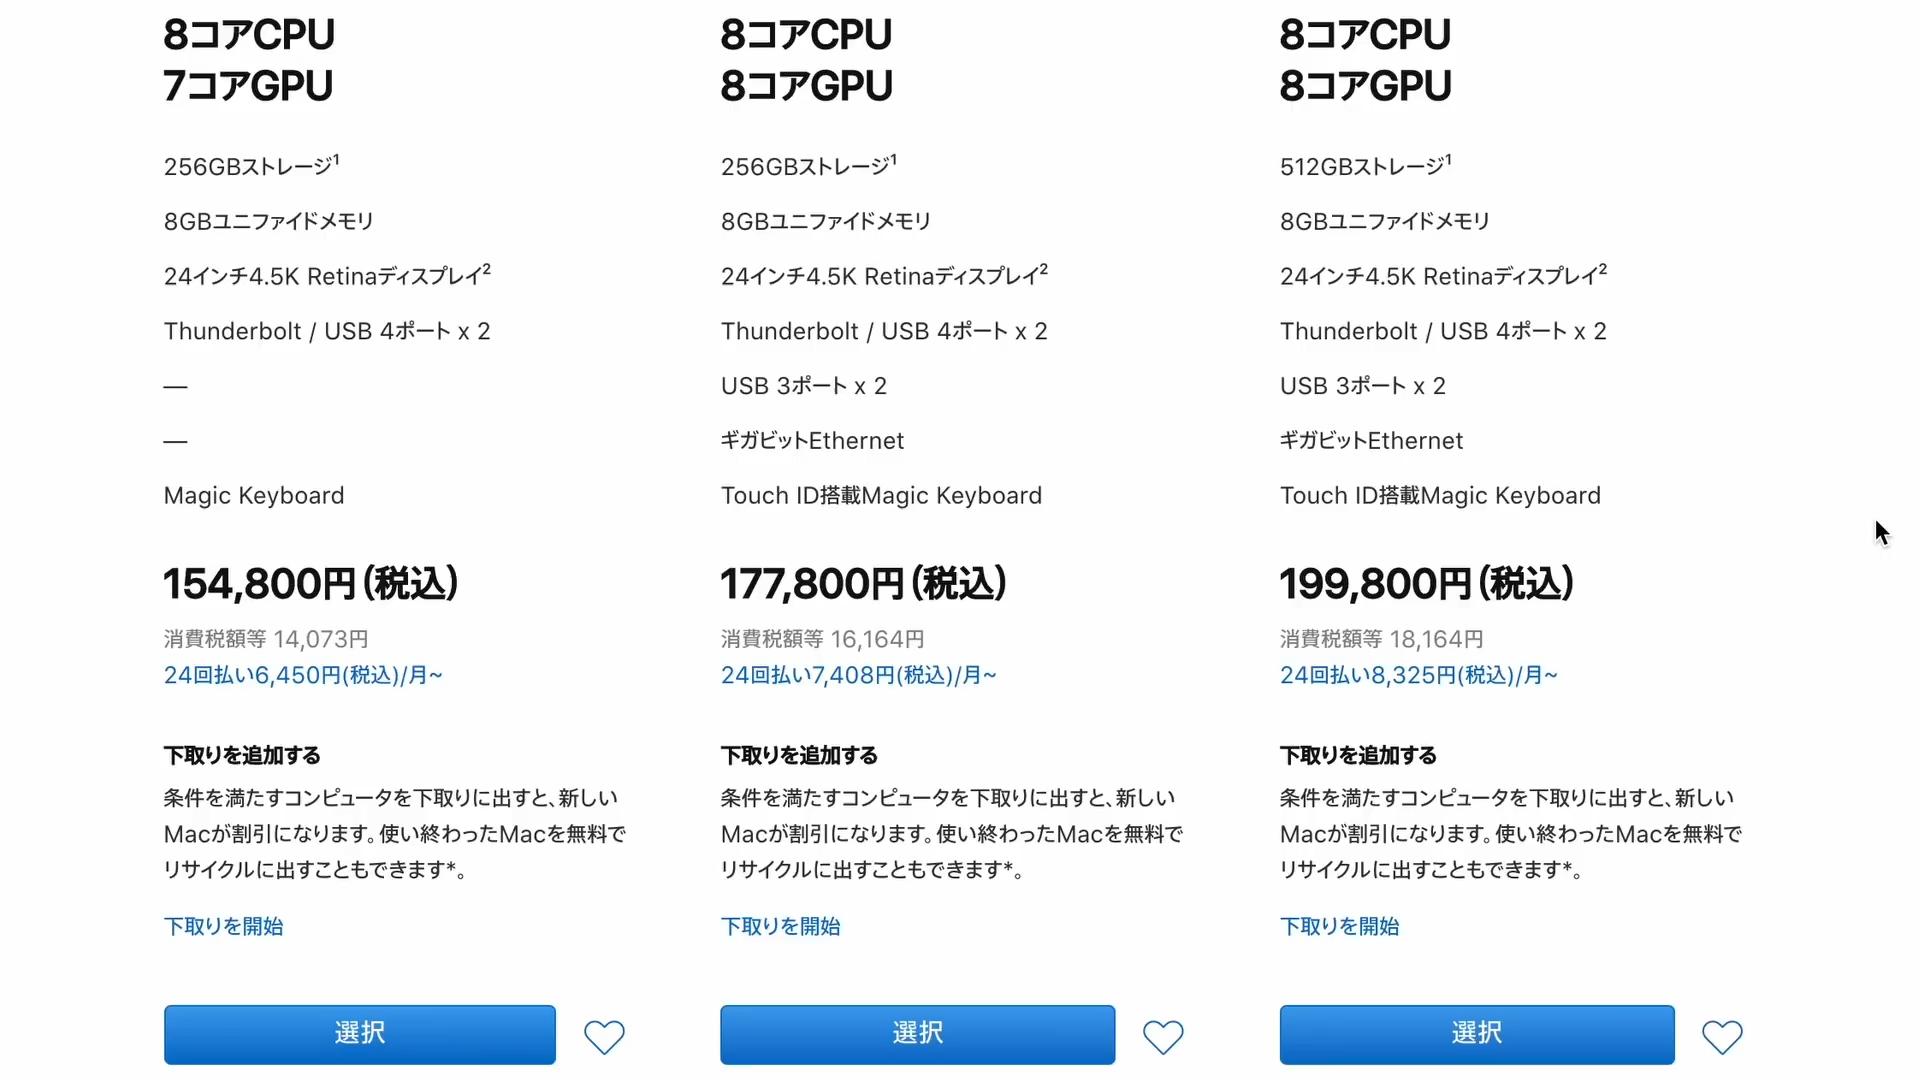 8コアCPU
7コアGPU
256GBストレージ¹
8GBユニファイドメモリ
24インチ4.5K Retinaディスプレイ²
Thunderbolt / USB 4ポート x 2
—
—
Magic Keyboard
154,800円(税込)
消費税額等 14,073円
24回払い6,450円(税込)/月~
下取りを追加する
条件を満たすコンピュータを下取りに出すと、新しい
Macが割引になります。使い終わったMacを無料で
リサイクルに出すこともできます*。
下取りを開始
選択
8コアCPU
8コアGPU
256GBストレージ¹
8GBユニファイドメモリ
24インチ4.5K Retinaディスプレイ²
Thunderbolt / USB 4ポート x 2
USB 3ポート x 2
ギガビットEthernet
Touch ID搭載Magic Keyboard
177,800円(税込)
消費税額等 16,164円
24回払い7,408円(税込)/月~
下取りを追加する
条件を満たすコンピュータを下取りに出すと、新しい
Macが割引になります。使い終わったMacを無料で
リサイクルに出すこともできます*。
下取りを開始
選択
8コアCPU
8コアGPU
512GBストレージ¹
8GBユニファイドメモリ
24インチ4.5K Retinaディスプレイ²
Thunderbolt / USB 4ポート x 2
USB 3ポート x 2
ギガビットEthernet
Touch ID搭載Magic Keyboard
199,800円(税込)
消費税額等 18,164円
24回払い8,325円(税込)/月~
下取りを追加する
条件を満たすコンピュータを下取りに出すと、新しい
Macが割引になります。使い終わったMacを無料で
リサイクルに出すこともできます*。
下取りを開始
選択